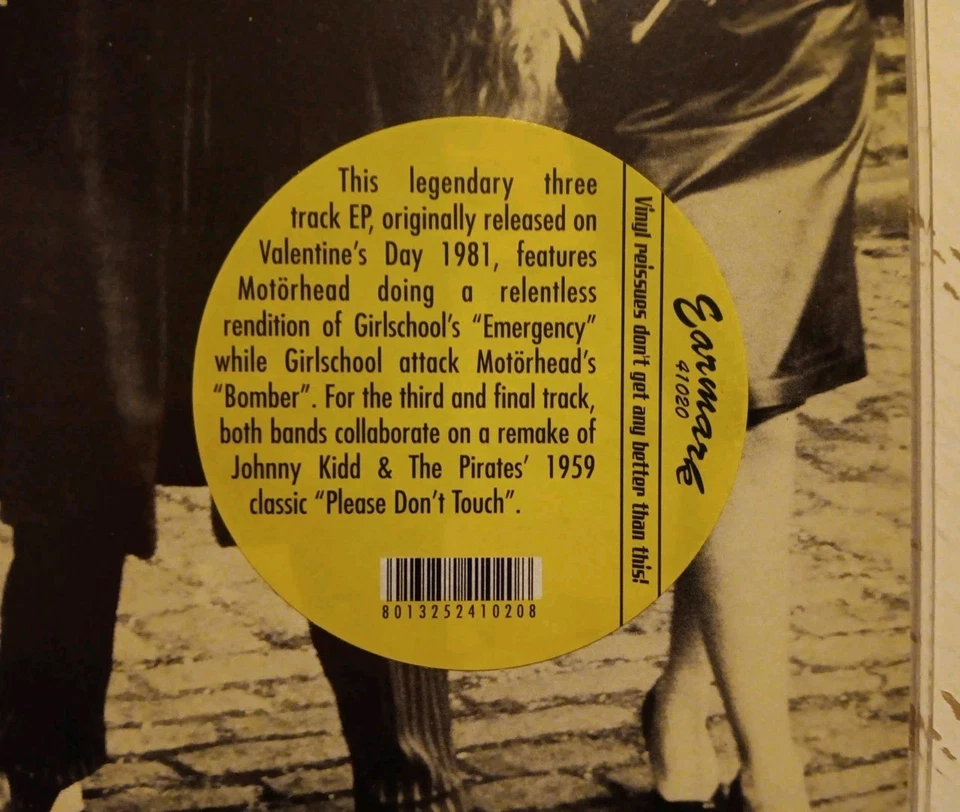 This legendary three
track EP, originally released on
Valentine's Day 1981, features
Motörhead doing a relentless
rendition of Girlschool's "Emergency"
while Girlschool attack Motörhead's
"Bomber". For the third and final track,
both bands collaborate on a remake of
Johnny Kidd & The Pirates' 1959
classic "Please Don't Touch".
8013252410208
Vinyl reissues don't get any better than this!
Earmark
41020